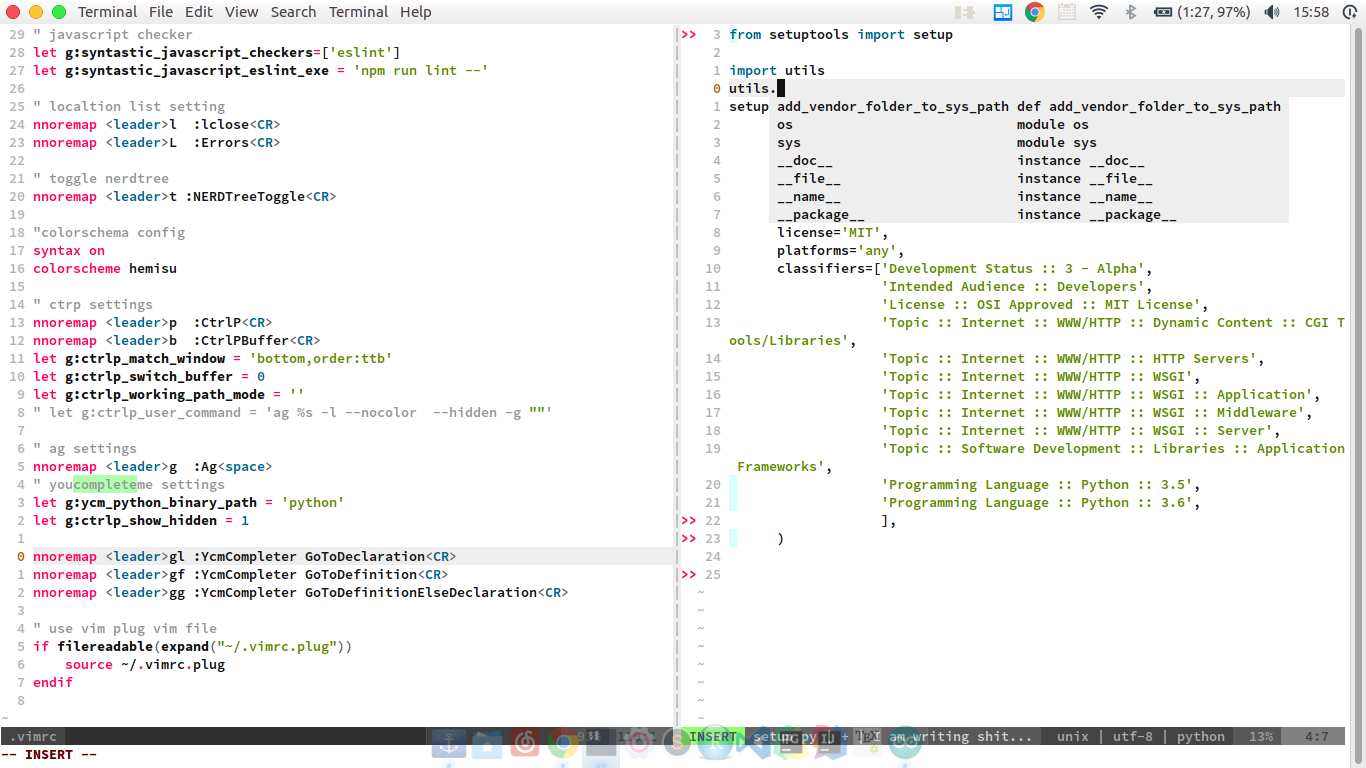 Terminal File Edit View Search Terminal Help (1:27, 97%) 15:58
29 " javascript checker
28 let g:syntastic_javascript_checkers=['eslint']
27 let g:syntastic_javascript_eslint_exe = 'npm run lint --'
26
25 " localtion list setting
24 nnoremap <leader>l  :lclose<CR>
23 nnoremap <leader>L  :Errors<CR>
22
21 " toggle nerdtree
20 nnoremap <leader>t :NERDTreeToggle<CR>
19
18 "colorschema config
17 syntax on
16 colorscheme hemisu
15
14 " ctrp settings
13 nnoremap <leader>p  :CtrlP<CR>
12 nnoremap <leader>b  :CtrlPBuffer<CR>
11 let g:ctrlp_match_window = 'bottom,order:ttb'
10 let g:ctrlp_switch_buffer = 0
9 let g:ctrlp_working_path_mode = ''
8 " let g:ctrlp_user_command = 'ag %s -l --nocolor  --hidden -g ""'
7
6 " ag settings
5 nnoremap <leader>g  :Ag<space>
4 " youcompleteme settings
3 let g:ycm_python_binary_path = 'python'
2 let g:ctrlp_show_hidden = 1
1
0 nnoremap <leader>gl :YcmCompleter GoToDeclaration<CR>
1 nnoremap <leader>gf :YcmCompleter GoToDefinition<CR>
2 nnoremap <leader>gg :YcmCompleter GoToDefinitionElseDeclaration<CR>
3
4 " use vim plug vim file
5 if filereadable(expand("~/.vimrc.plug"))
6     source ~/.vimrc.plug
7 endif
8
~
.vimrc
-- INSERT --
>> 3 from setuptools import setup
2
1 import utils
0 utils.
1 setup add_vendor_folder_to_sys_path def add_vendor_folder_to_sys_path
2 os module os
3 sys module sys
4 __doc__ instance __doc__
5 __file__ instance __file__
6 __name__ instance __name__
7 __package__ instance __package__
8 license='MIT',
9 platforms='any',
10 classifiers=['Development Status :: 3 - Alpha',
11 'Intended Audience :: Developers',
12 'License :: OSI Approved :: MIT License',
13 'Topic :: Internet :: WWW/HTTP :: Dynamic Content :: CGI T
ools/Libraries',
14 'Topic :: Internet :: WWW/HTTP :: HTTP Servers',
15 'Topic :: Internet :: WWW/HTTP :: WSGI',
16 'Topic :: Internet :: WWW/HTTP :: WSGI :: Application',
17 'Topic :: Internet :: WWW/HTTP :: WSGI :: Middleware',
18 'Topic :: Internet :: WWW/HTTP :: WSGI :: Server',
19 'Topic :: Software Development :: Libraries :: Application
Frameworks',
20 'Programming Language :: Python :: 3.5',
21 'Programming Language :: Python :: 3.6',
>> 22 ],
>> 23 )
24
>> 25
~
~
~
~
~
~
~
~
INSERT setup.py + | I am writing shit... unix | utf-8 | python 13% 4:7